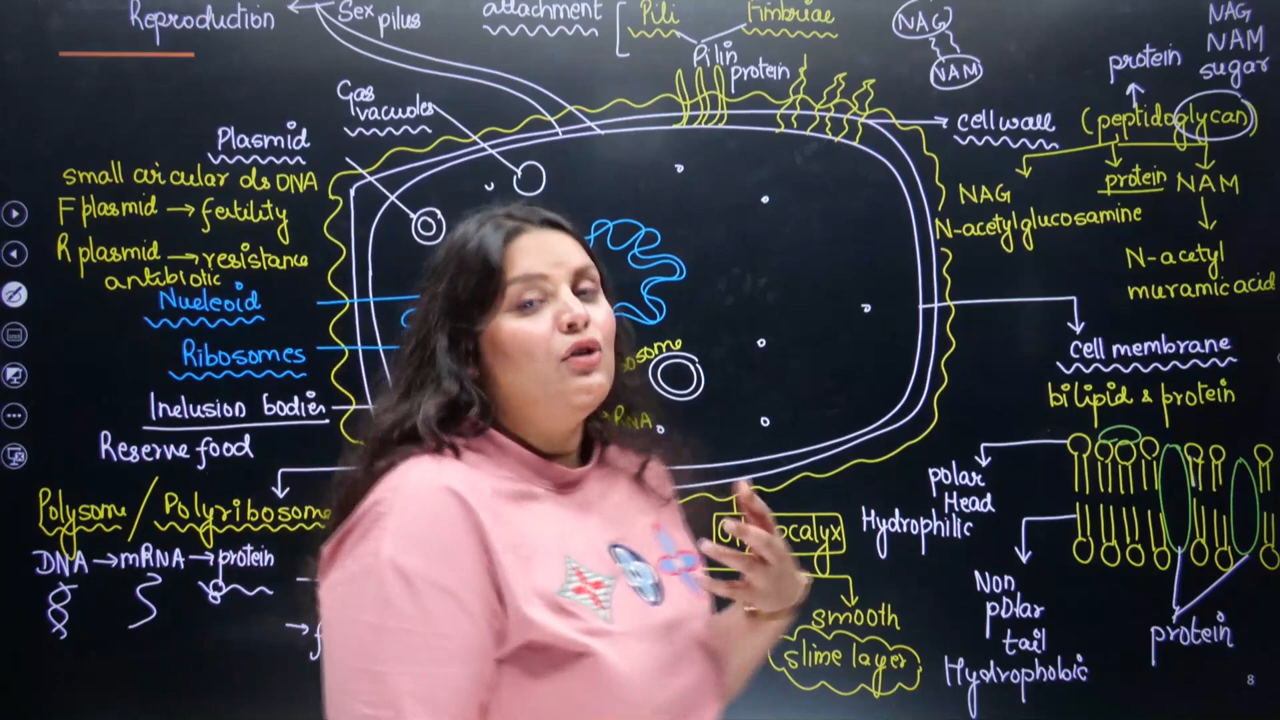 Reproduction
Sex
pilus
attachment
Pili
Fimbriae
Pilin
protein
NAG
NAM
protein
NAG
NAM
sugar
Gas
vacuoles
Plasmid
small circular ds DNA
F plasmid → fertility
R plasmid → resistance
antibiotic
Nucleoid
Ribosomes
Inclusion bodies
Reserve food
Polysome / Polyribosome
DNA → mRNA → protein
cell wall (peptidoglycan)
NAG
N-acetylglucosamine
protein
NAM
N-acetyl
muramic acid
cell membrane
bilipid & protein
polar
Head
Hydrophilic
Non
polar
tail
Hydrophobic
protein
smooth
slime layer
8